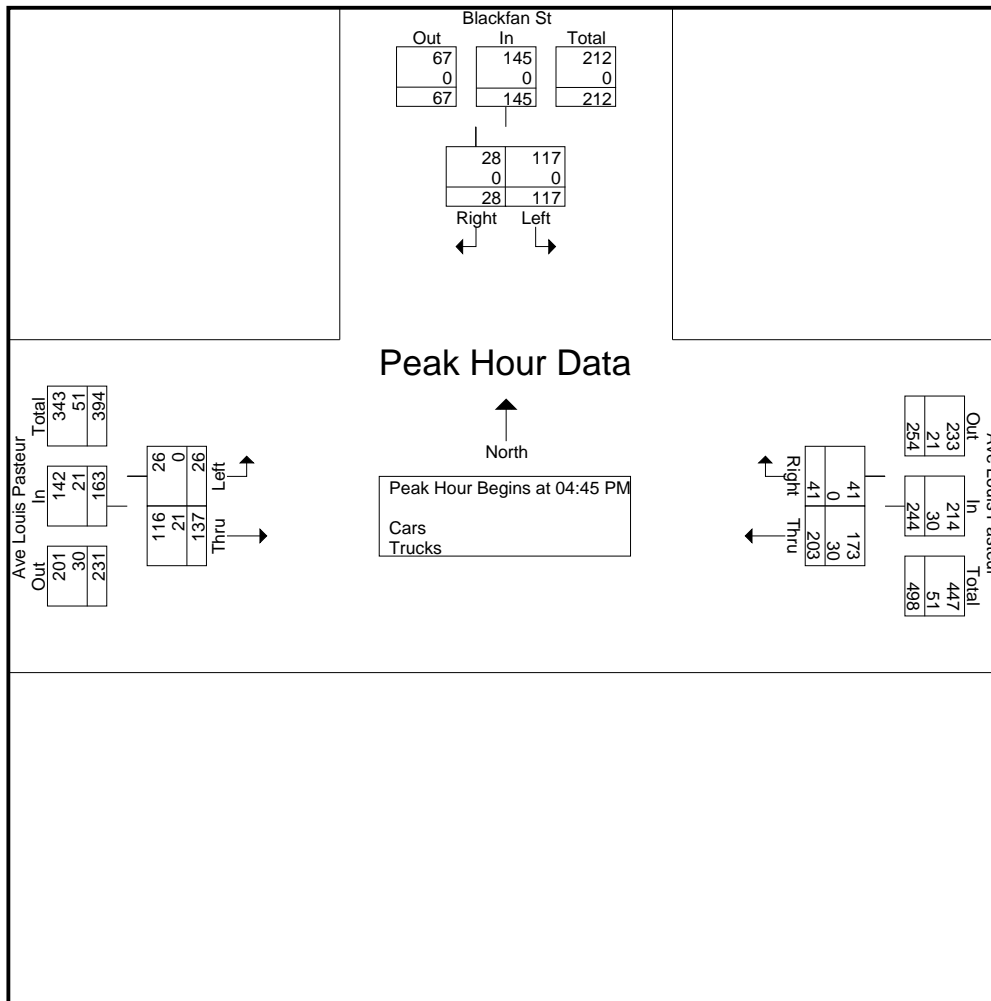 Blackfan St
Out In Total
67 145 212
0 0 0
67 145 212
28 117
0 0
28 117
Right Left
Peak Hour Data
North
Peak Hour Begins at 04:45 PM
Cars
Trucks
Ave Louis Pasteur
Out In Total
201 142 343
30 21 51
231 163 394
116 26
21 0
137 26
Thru Left
Ave Louis Pasteur
Out In Total
233 214 447
21 30 51
254 244 498
41 173
0 30
41 203
Right Thru